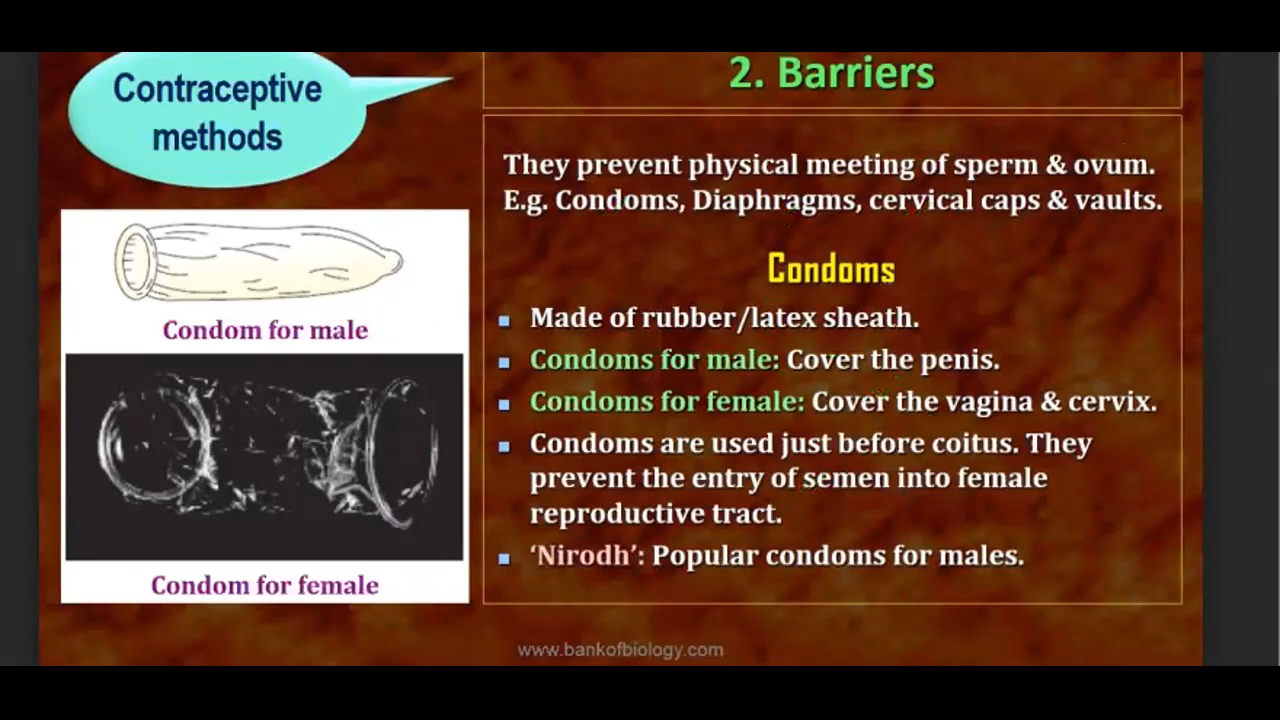 Contraceptive
methods
2. Barriers
They prevent physical meeting of sperm & ovum.
E.g. Condoms, Diaphragms, cervical caps & vaults.
Condoms
▪ Made of rubber/latex sheath.
▪ Condoms for male: Cover the penis.
▪ Condoms for female: Cover the vagina & cervix.
▪ Condoms are used just before coitus. They
prevent the entry of semen into female
reproductive tract.
▪ ‘Nirodh’: Popular condoms for males.
Condom for male
Condom for female
www.bankofbiology.com